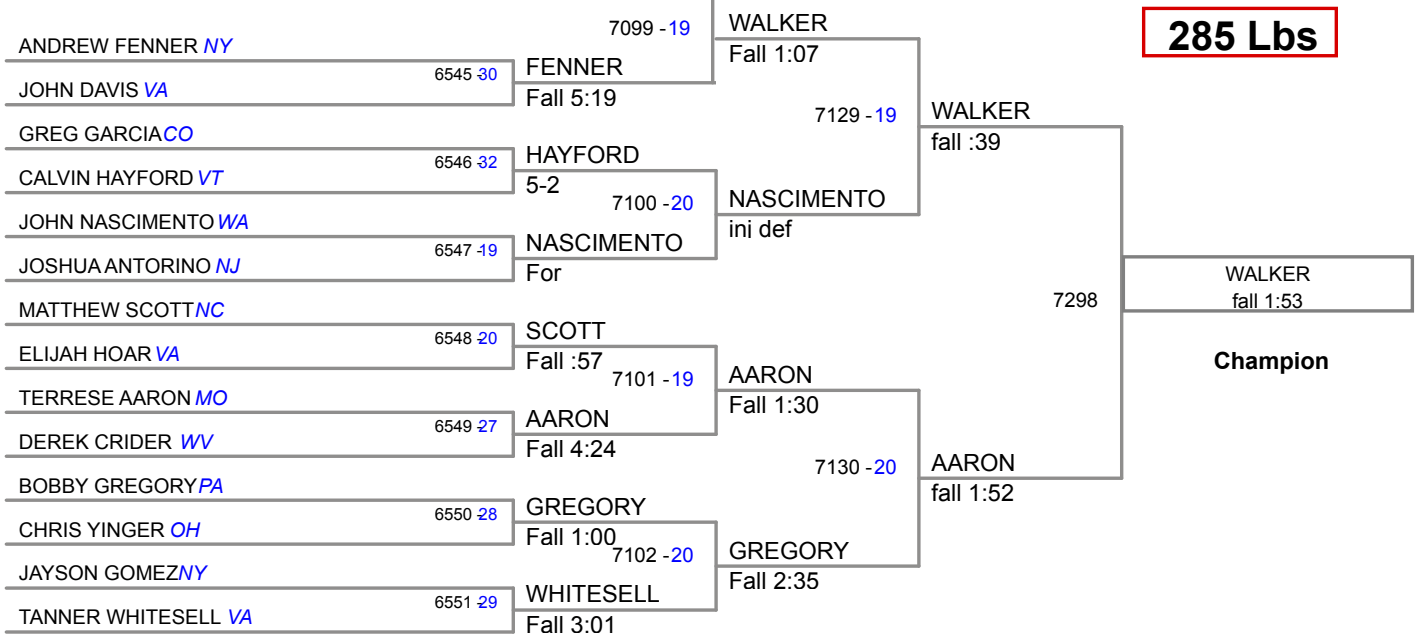 285 Lbs
ANDREW FENNER NY
JOHN DAVIS VA
GREG GARCIA CO
CALVIN HAYFORD VT
JOHN NASCIMENTO WA
JOSHUA ANTORINO NJ
MATTHEW SCOTT NC
ELIJAH HOAR VA
TERRESE AARON MO
DEREK CRIDER WV
BOBBY GREGORY PA
CHRIS YINGER OH
JAYSON GOMEZ NY
TANNER WHITESELL VA
6545 -30
6546 -32
6547 -19
6548 -20
6549 -27
6550 -28
6551 -29
FENNER
Fall 5:19
HAYFORD
5-2
NASCIMENTO
For
SCOTT
Fall :57
AARON
Fall 4:24
GREGORY
Fall 1:00
WHITESELL
Fall 3:01
7099 -19
7100 -20
7101 -19
7102 -20
WALKER
Fall 1:07
NASCIMENTO
inj def
AARON
Fall 1:30
GREGORY
Fall 2:35
7129 -19
7130 -20
WALKER
fall :39
AARON
fall 1:52
7298
WALKER
fall 1:53
Champion